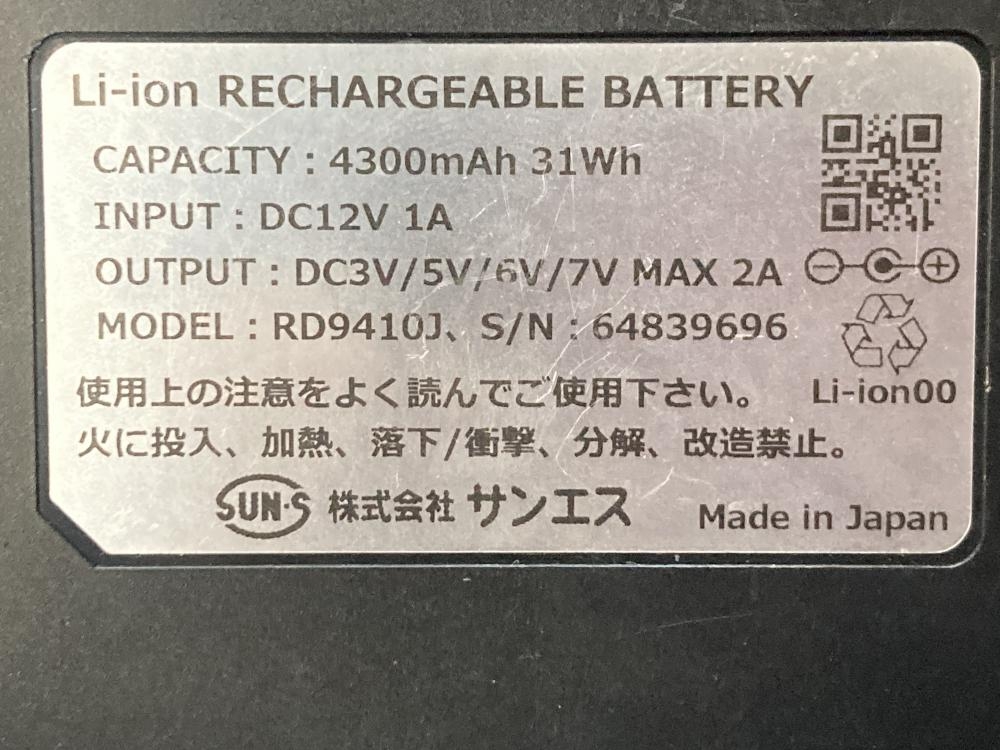 Li-ion RECHARGEABLE BATTERY
CAPACITY : 4300mAh 31Wh
INPUT : DC12V 1A
OUTPUT : DC3V/5V/6V/7V MAX 2A
MODEL : RD9410J、S/N : 64839696
使用上の注意をよく読んでご使用下さい。
Li-ion00
火に投入、加熱、落下/衝撃、分解、改造禁止。
SUN・S 株式会社 サンエス
Made in Japan